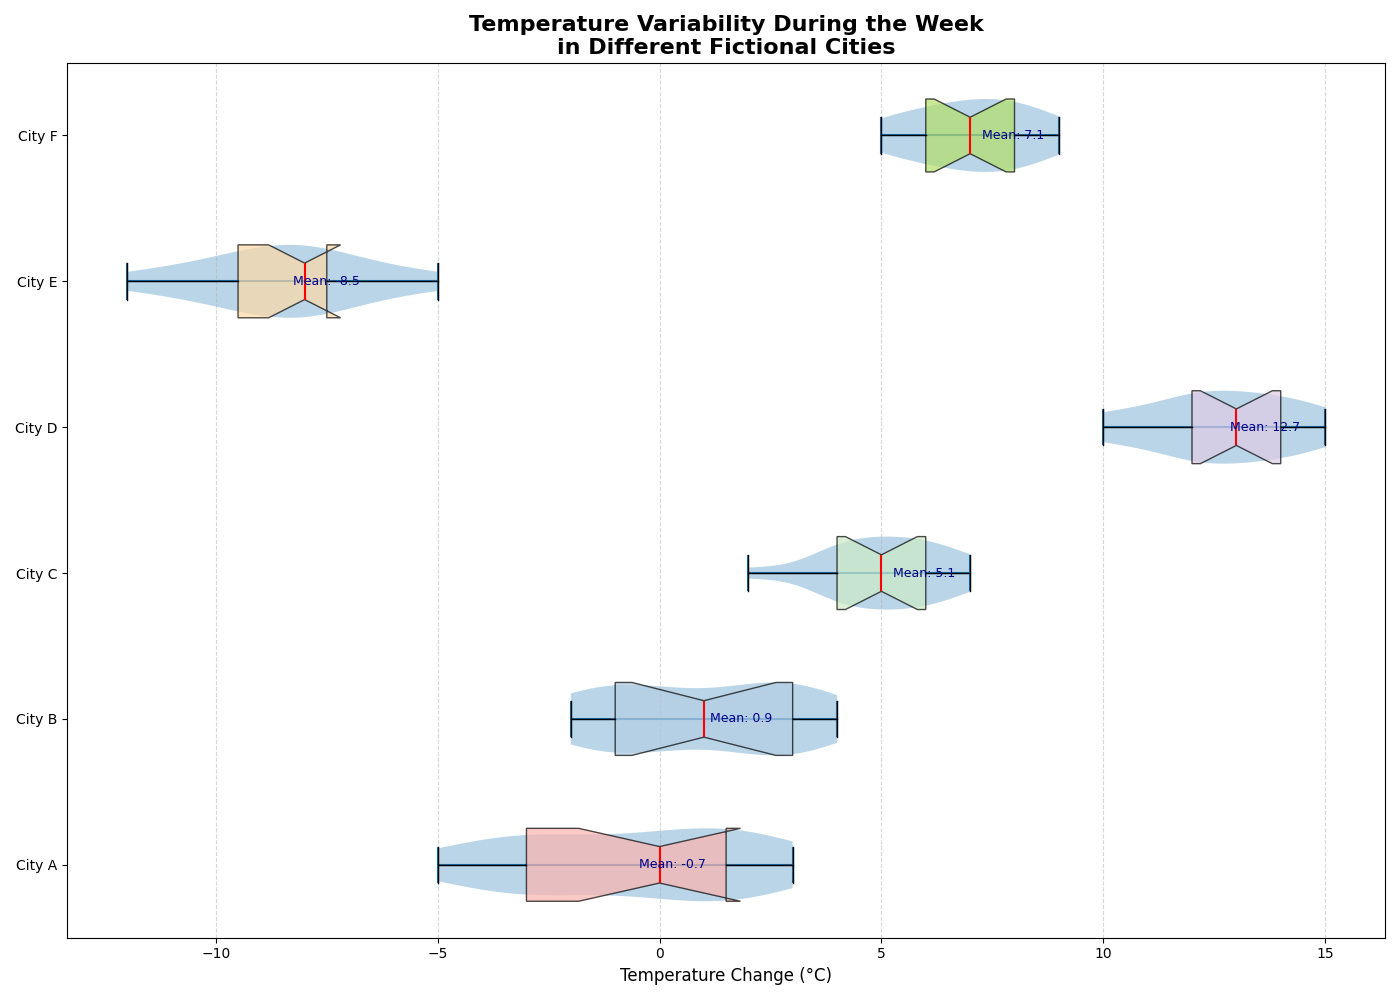 Temperature Variability During the Week
in Different Fictional Cities
City F
Mean: 7.1
City E
Mean: -8.5
City D
Mean: 12.7
City C
Mean: 5.1
City B
Mean: 0.9
City A
Mean: -0.7
−10
−5
0
5
10
15
Temperature Change (°C)